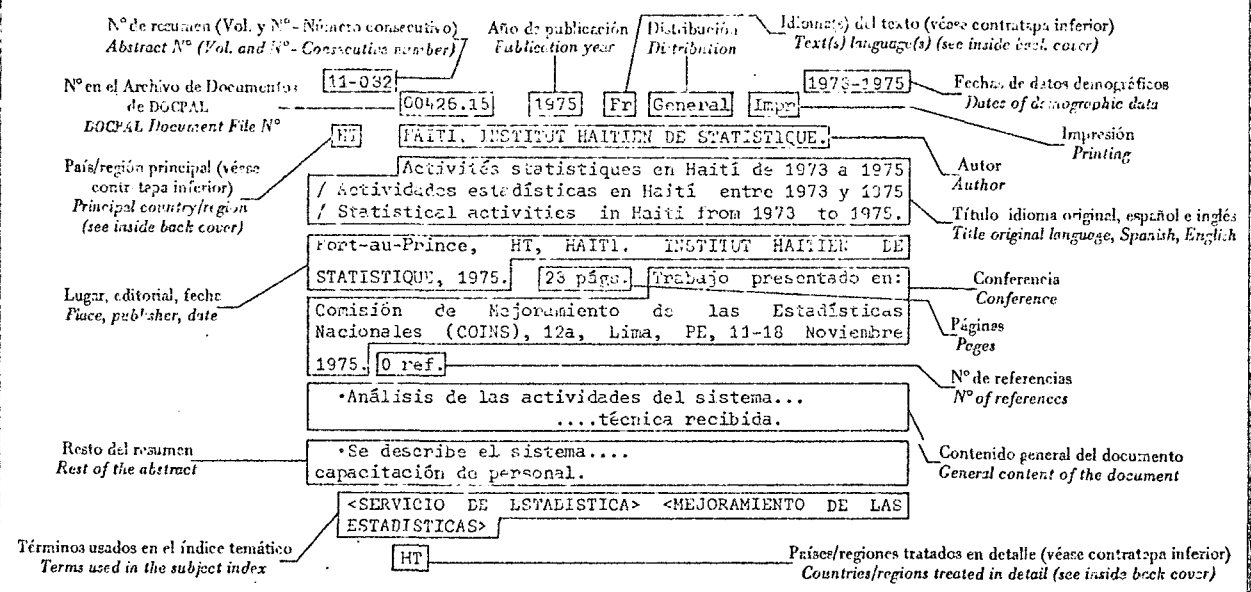 Nº de resumen (Vol. y Nº - Número consecutivo)
Abstract Nº (Vol. and Nº - Consecutive number)
Año de publicación
Publication year
Distribución
Distribution
Idioma(s) del texto (véase contratapa inferior)
Text(s) language(s) (see inside back cover)
Nº en el Archivo de Documentos
de DOCPAL
DOCPAL Document File Nº
11-032
00426.15
1975
Fr
General
Impr
1973-1975
Fechas de datos demográficos
Dates of demographic data
Impresión
Printing
HT
HAITI. INSTITUT HAITIEN DE STATISTIQUE.
Autor
Author
País/región principal (véase
contratapa inferior)
Principal country/region
(see inside back cover)
Activités statistiques en Haití de 1973 a 1975
/ Actividades estadísticas en Haití entre 1973 y 1975
/ Statistical activities in Haiti from 1973 to 1975.
Título idioma original, español e inglés
Title original language, Spanish, English
Port-au-Prince, HT, HAITI. INSTITUT HAITIEN DE
STATISTIQUE, 1975. 23 págs. Trabajo presentado en:
Comisión de Mejoramiento de las Estadísticas
Nacionales (COINS), 12a, Lima, PE, 11-18 Noviembre
1975. 0 ref.
Lugar, editorial, fecha
Place, publisher, date
Conferencia
Conference
Páginas
Pages
Nº de referencias
Nº of references
•Análisis de las actividades del sistema...
....técnica recibida.
Contenido general del documento
General content of the document
Resto del resumen
Rest of the abstract
•Se describe el sistema....
capacitación de personal.
<SERVICIO DE ESTADISTICA> <MEJORAMIENTO DE LAS
ESTADISTICAS>
Términos usados en el índice temático
Terms used in the subject index
HT
Países/regiones tratados en detalle (véase contratapa inferior)
Countries/regions treated in detail (see inside back cover)